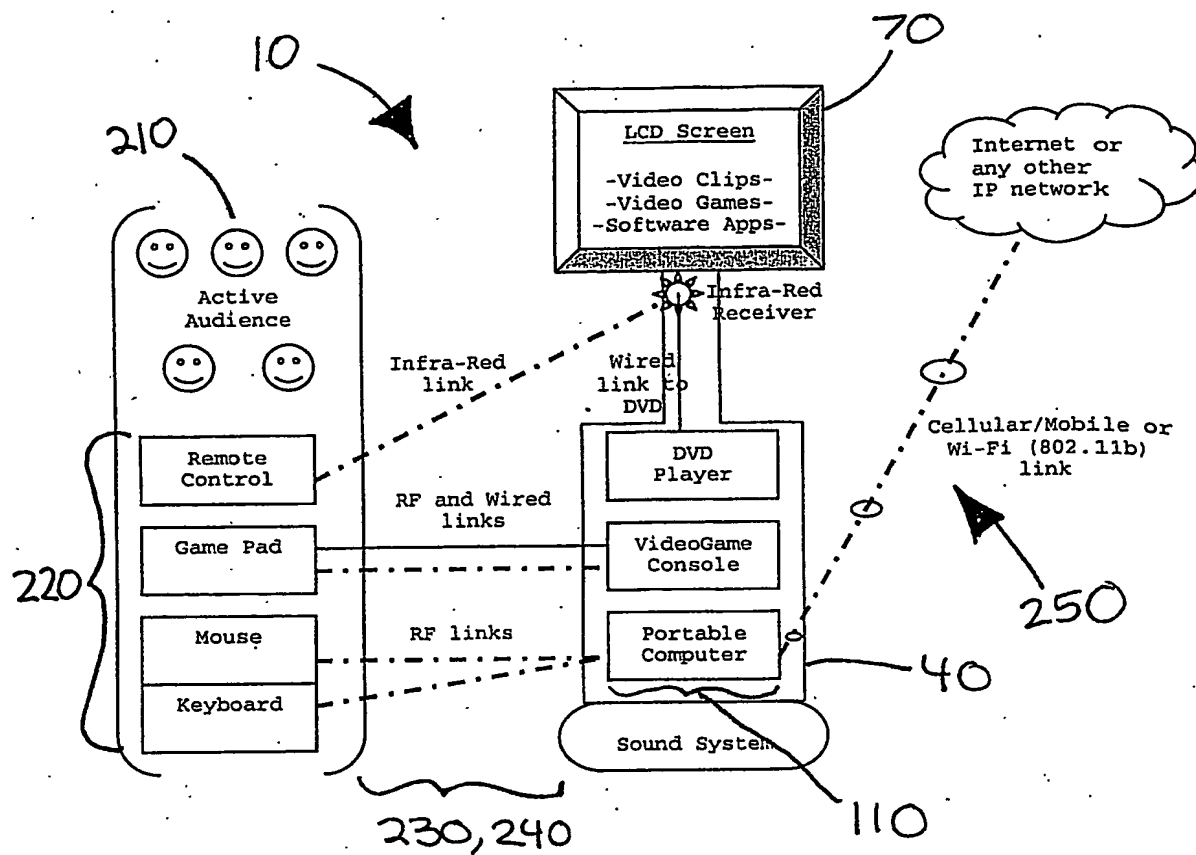 10
70
210
LCD Screen
-Video Clips-
-Video Games-
-Software Apps-
Internet or
any other
IP network
Active
Audience
Infra-Red
Receiver
Infra-Red
link
Wired
link to
DVD
Cellular/Mobile or
Wi-Fi (802.11b)
link
Remote
Control
DVD
Player
RF and Wired
links
Game Pad
VideoGame
Console
220
250
Mouse
RF links
Portable
Computer
Keyboard
40
Sound System
230, 240
110